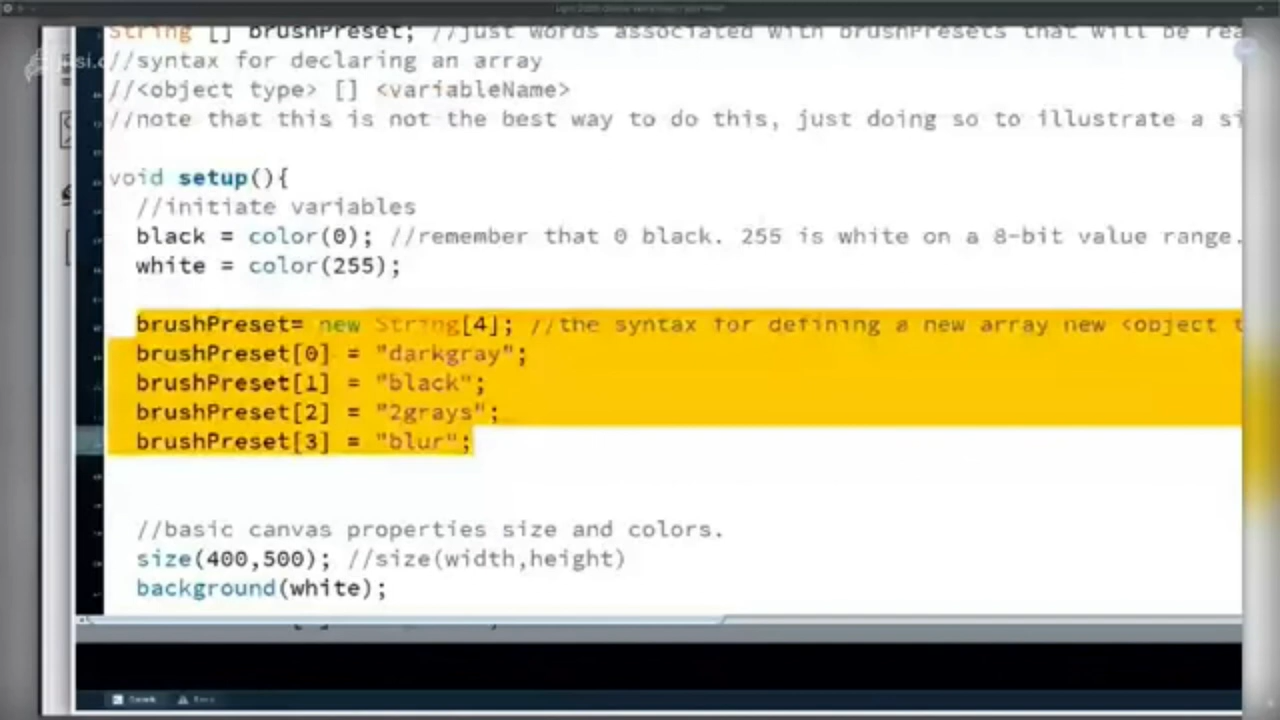 String [] brushPreset; //just words associated with brushPresets that will be rea
//syntax for declaring an array
//<object type> [] <variableName>
//note that this is not the best way to do this, just doing so to illustrate a si
void setup(){
//initiate variables
black = color(0); //remember that 0 black. 255 is white on a 8-bit value range.
white = color(255);
brushPreset= new String[4]; //the syntax for defining a new array new <object t
brushPreset[0] = "darkgray";
brushPreset[1] = "black";
brushPreset[2] = "2grays";
brushPreset[3] = "blur";
//basic canvas properties size and colors.
size(400,500); //size(width,height)
background(white);
Console